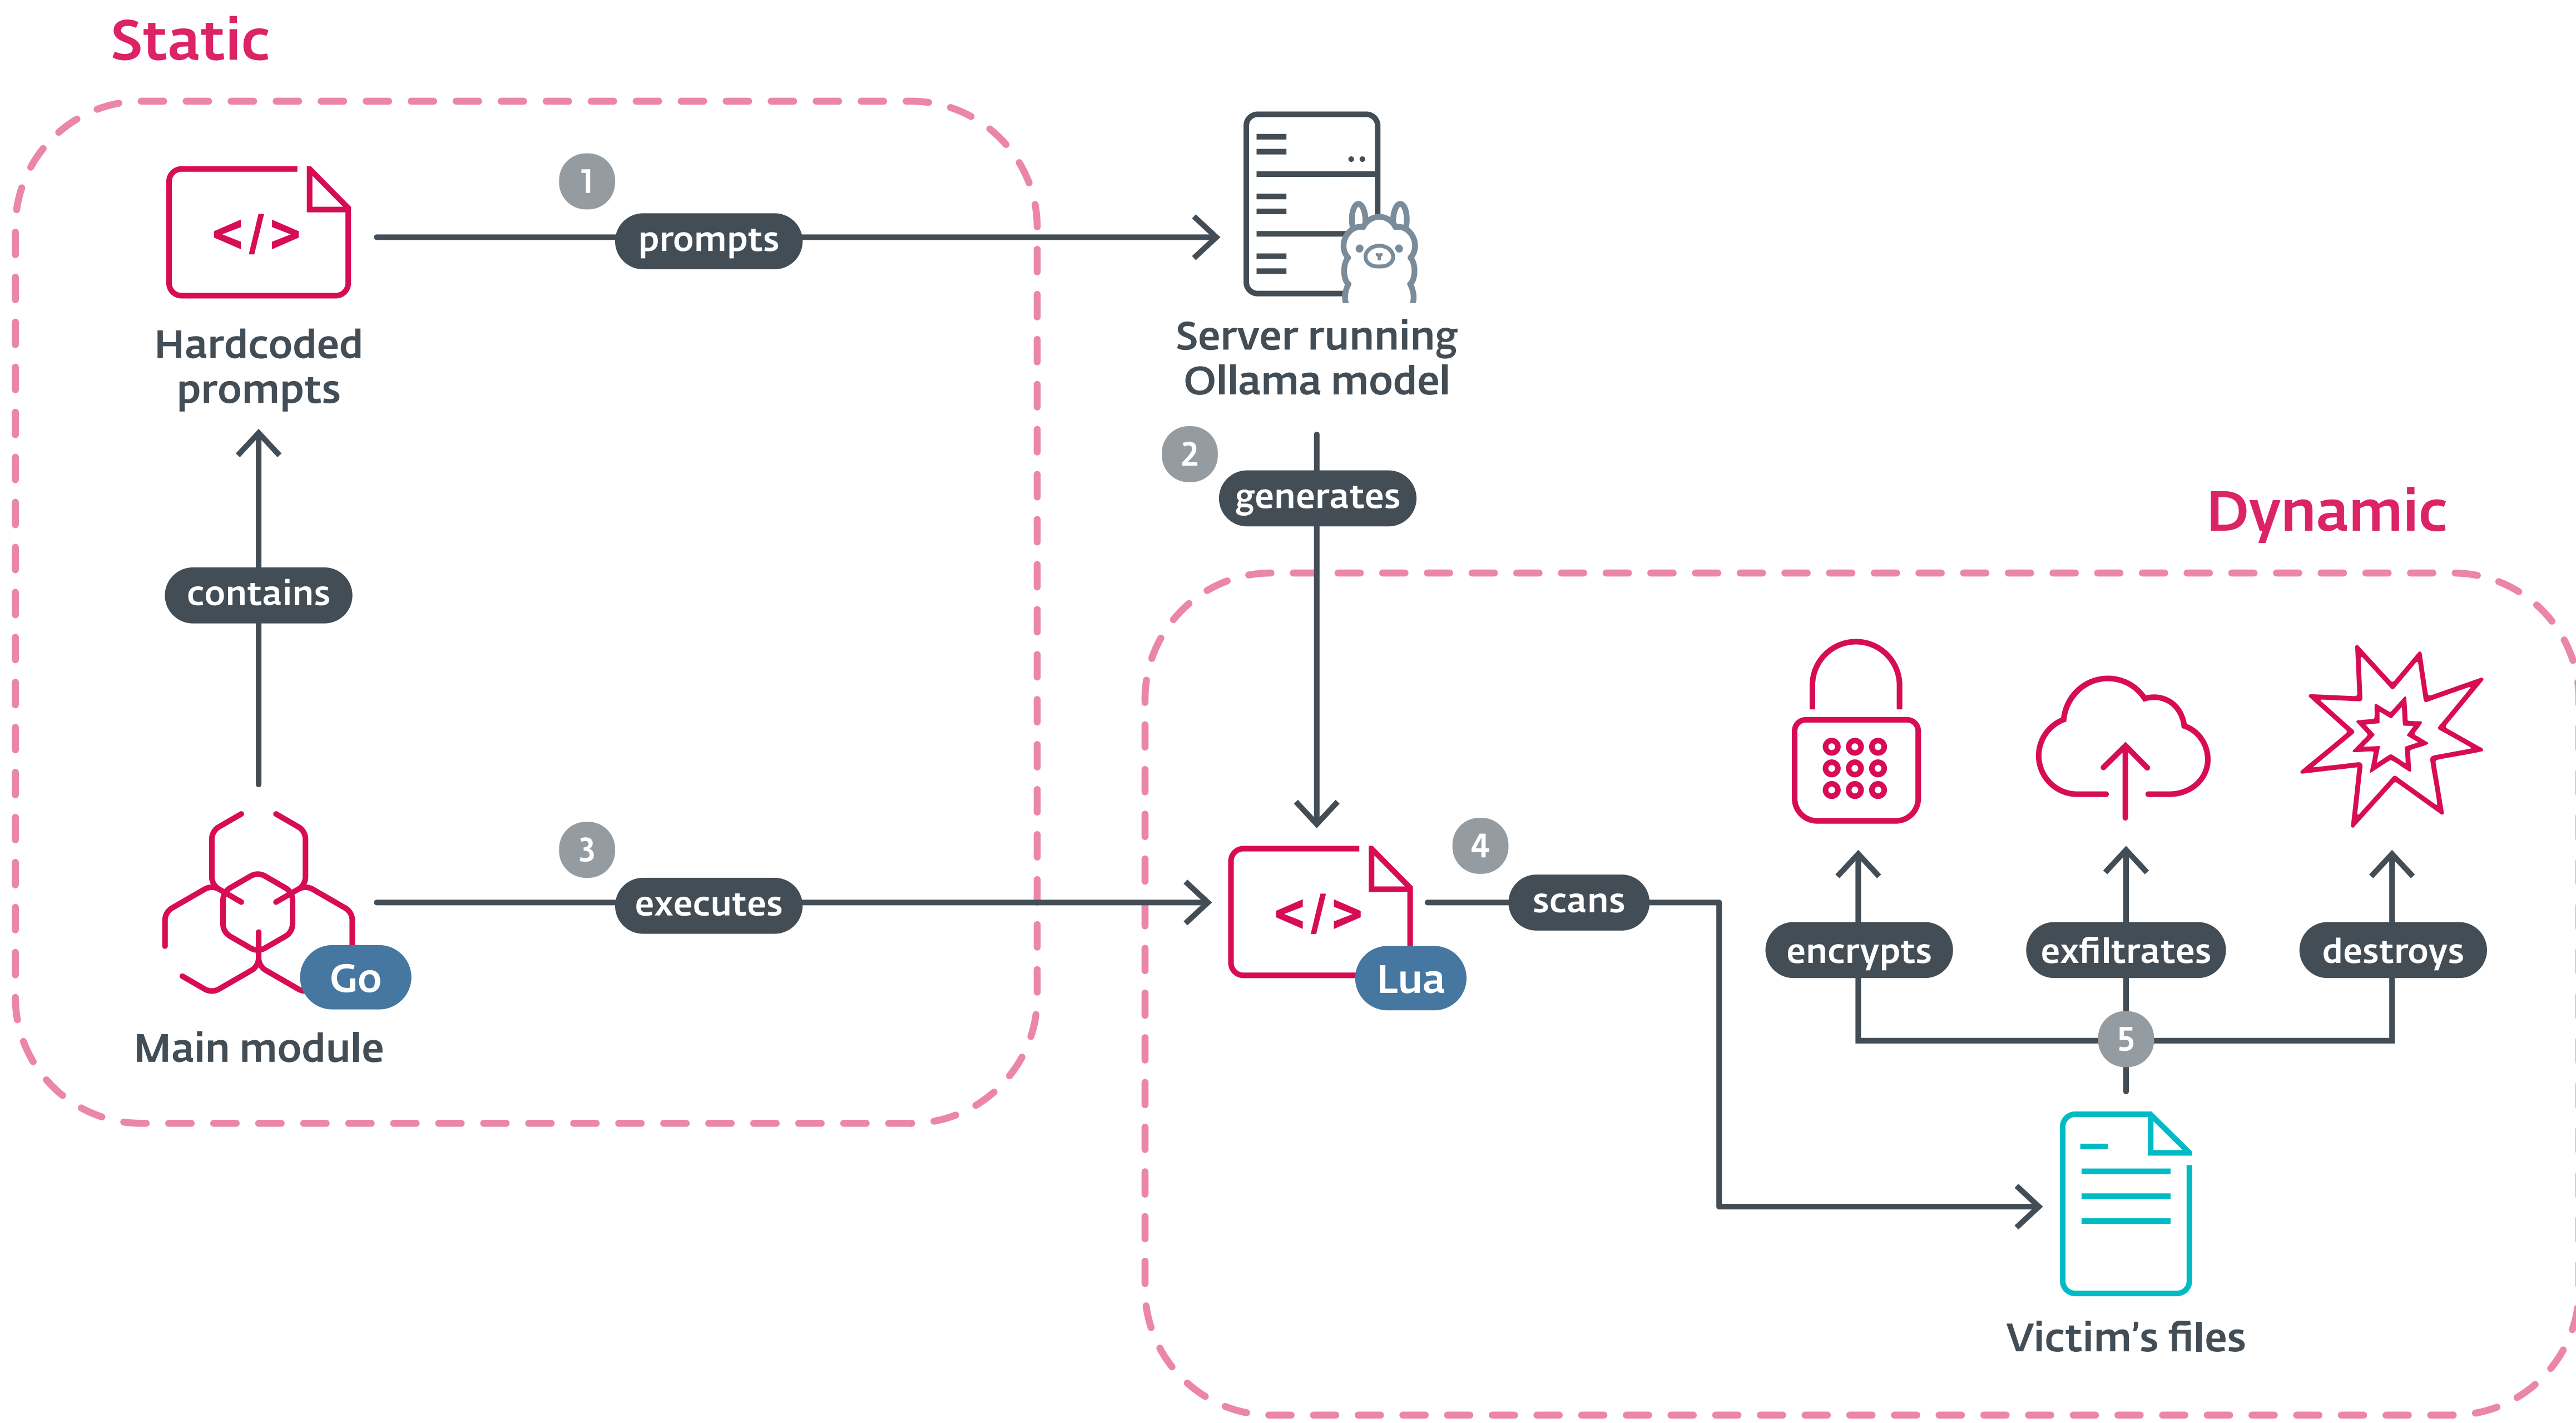 Static
1
prompts
</>
Hardcoded
prompts
Server running
Ollama model
2
generates
contains
Dynamic
3
executes
Go
Main module
4
scans
</>
Lua
encrypts
exfiltrates
destroys
5
Victim's files